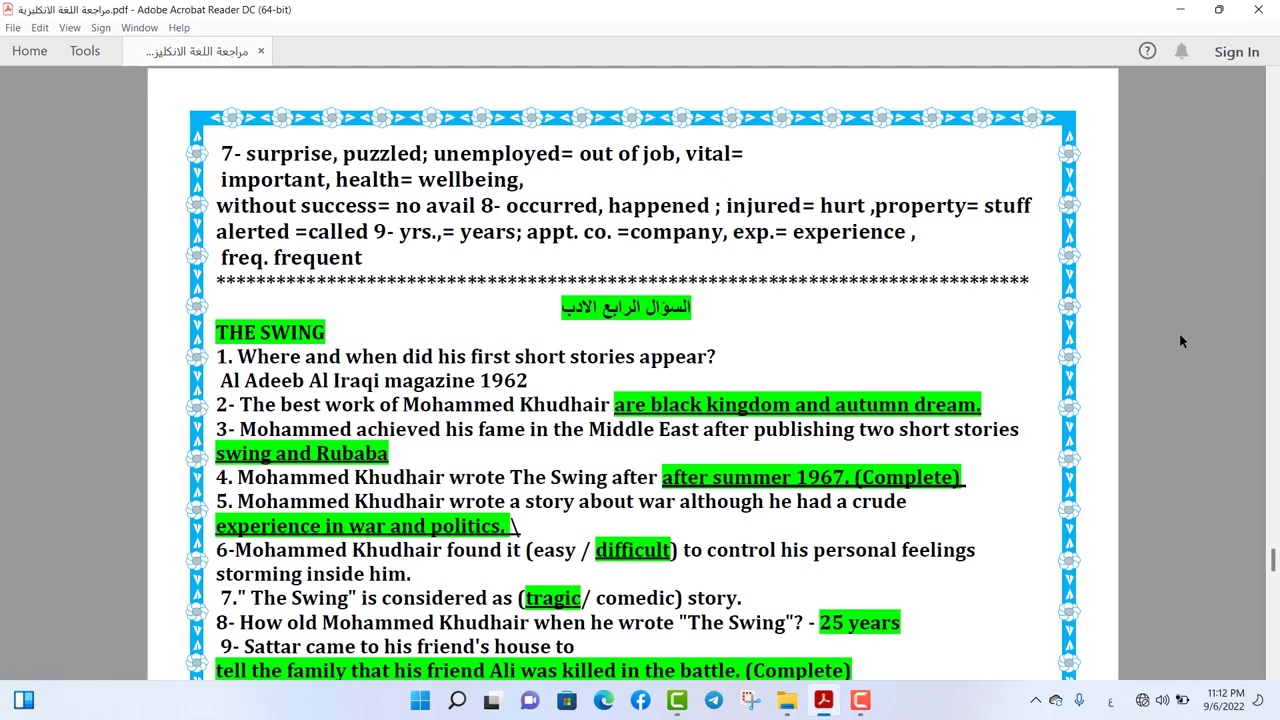 مراجعة اللغة الانكليزية.pdf - Adobe Acrobat Reader DC (64-bit)
File Edit View Sign Window Help
Home Tools مراجعة اللغة الانكليز... × Sign In
7- surprise, puzzled; unemployed= out of job, vital=
important, health= wellbeing,
without success= no avail 8- occurred, happened ; injured= hurt ,property= stuff
alerted =called 9- yrs.,= years; appt. co. =company, exp.= experience ,
freq. frequent
*********************************************************************************
السؤال الرابع الادب
THE SWING
1. Where and when did his first short stories appear?
Al Adeeb Al Iraqi magazine 1962
2- The best work of Mohammed Khudhair are black kingdom and autumn dream.
3- Mohammed achieved his fame in the Middle East after publishing two short stories
swing and Rubaba
4. Mohammed Khudhair wrote The Swing after after summer 1967. (Complete)
5. Mohammed Khudhair wrote a story about war although he had a crude
experience in war and politics. \
6-Mohammed Khudhair found it (easy / difficult) to control his personal feelings
storming inside him.
7." The Swing" is considered as (tragic/ comedic) story.
8- How old Mohammed Khudhair when he wrote "The Swing"? - 25 years
9- Sattar came to his friend's house to
tell the family that his friend Ali was killed in the battle. (Complete)
ع 11:12 PM
9/6/2022